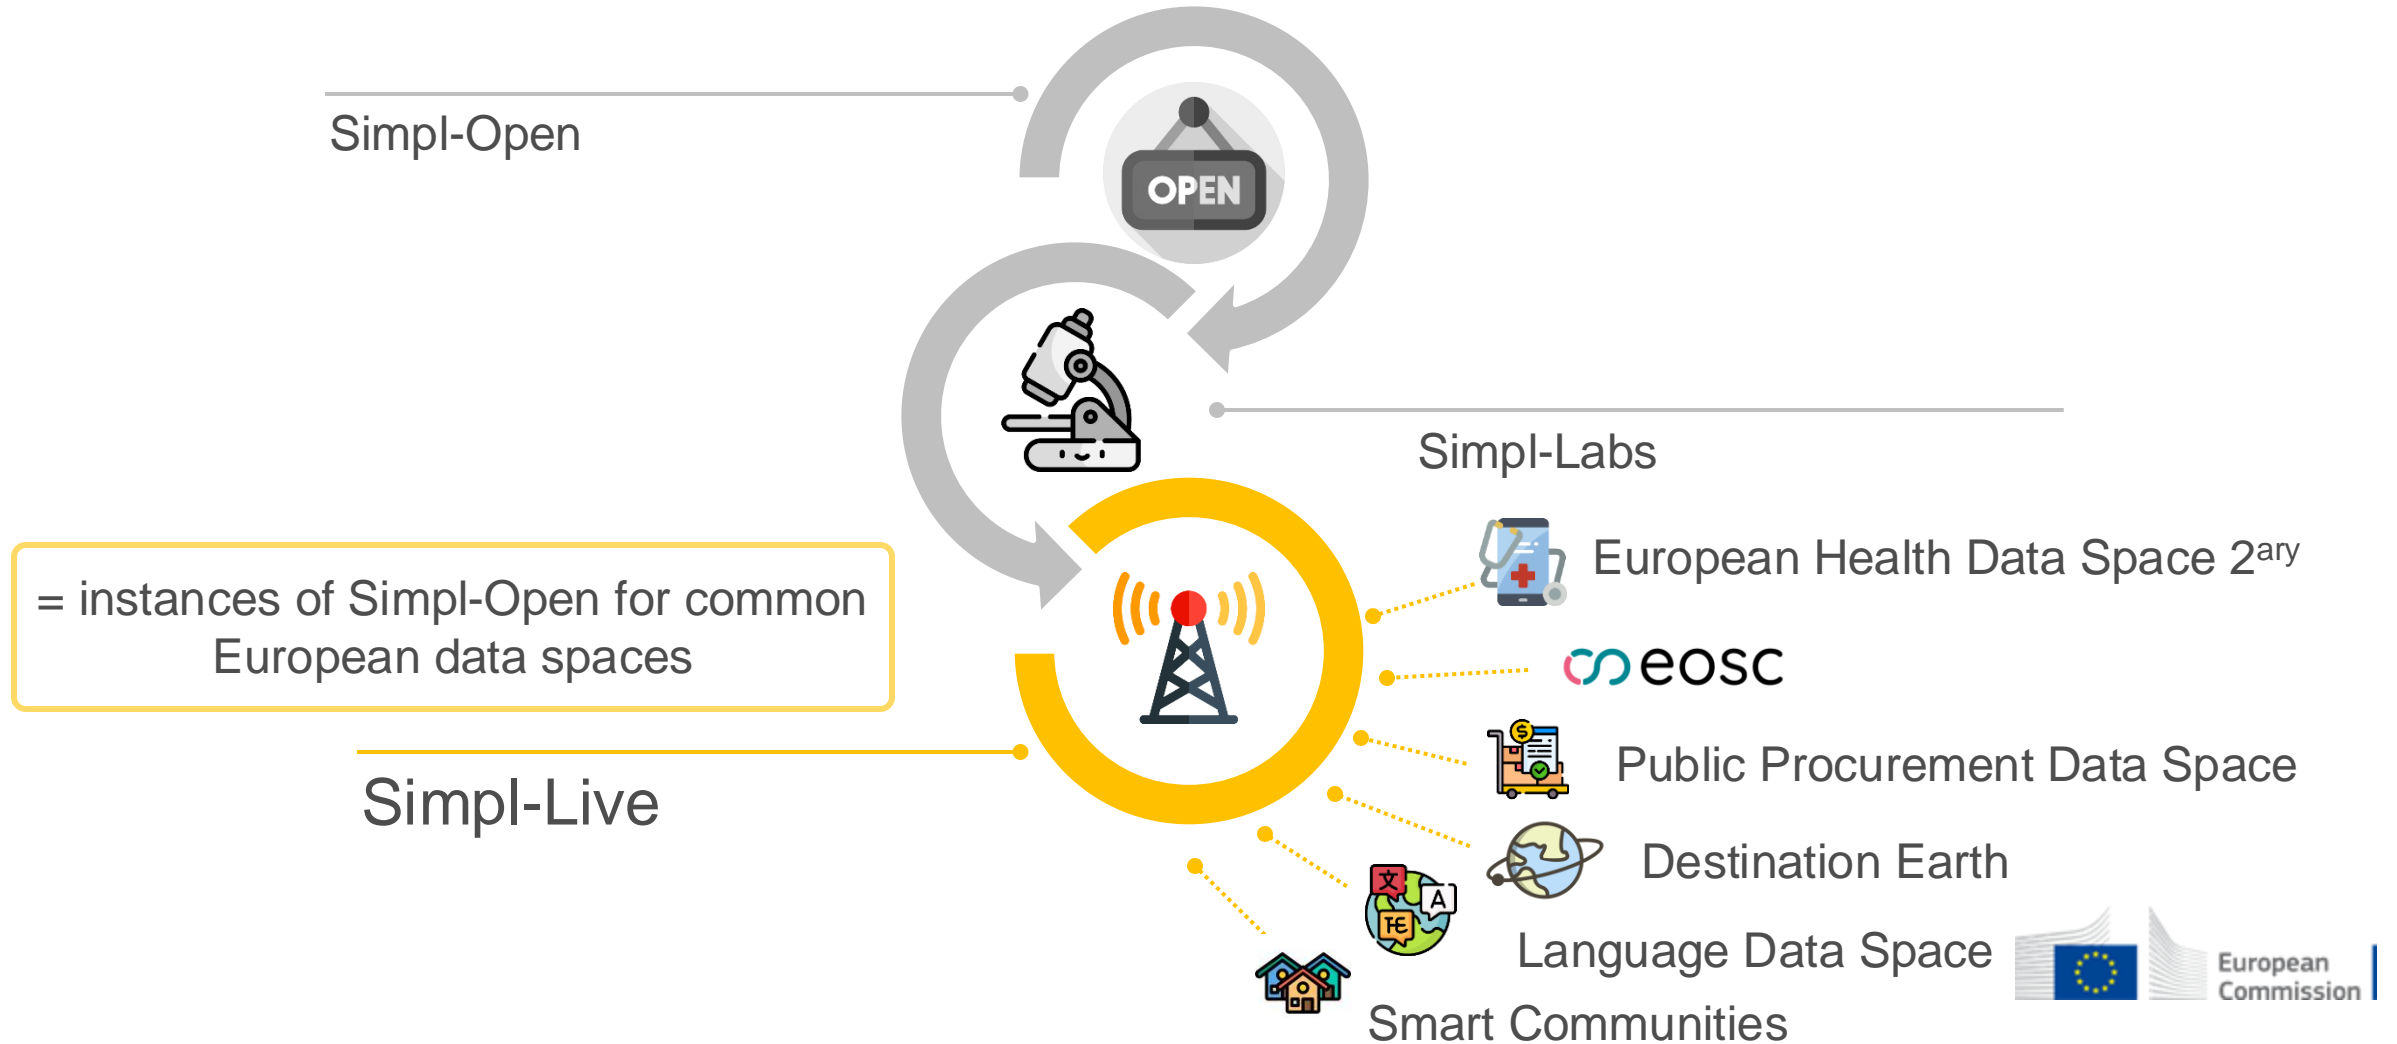 Simpl-Open
OPEN
Simpl-Labs
European Health Data Space 2ary
= instances of Simpl-Open for common
European data spaces
eosc
Public Procurement Data Space
Simpl-Live
Destination Earth
文
A
Language Data Space
European
Commission
Smart Communities